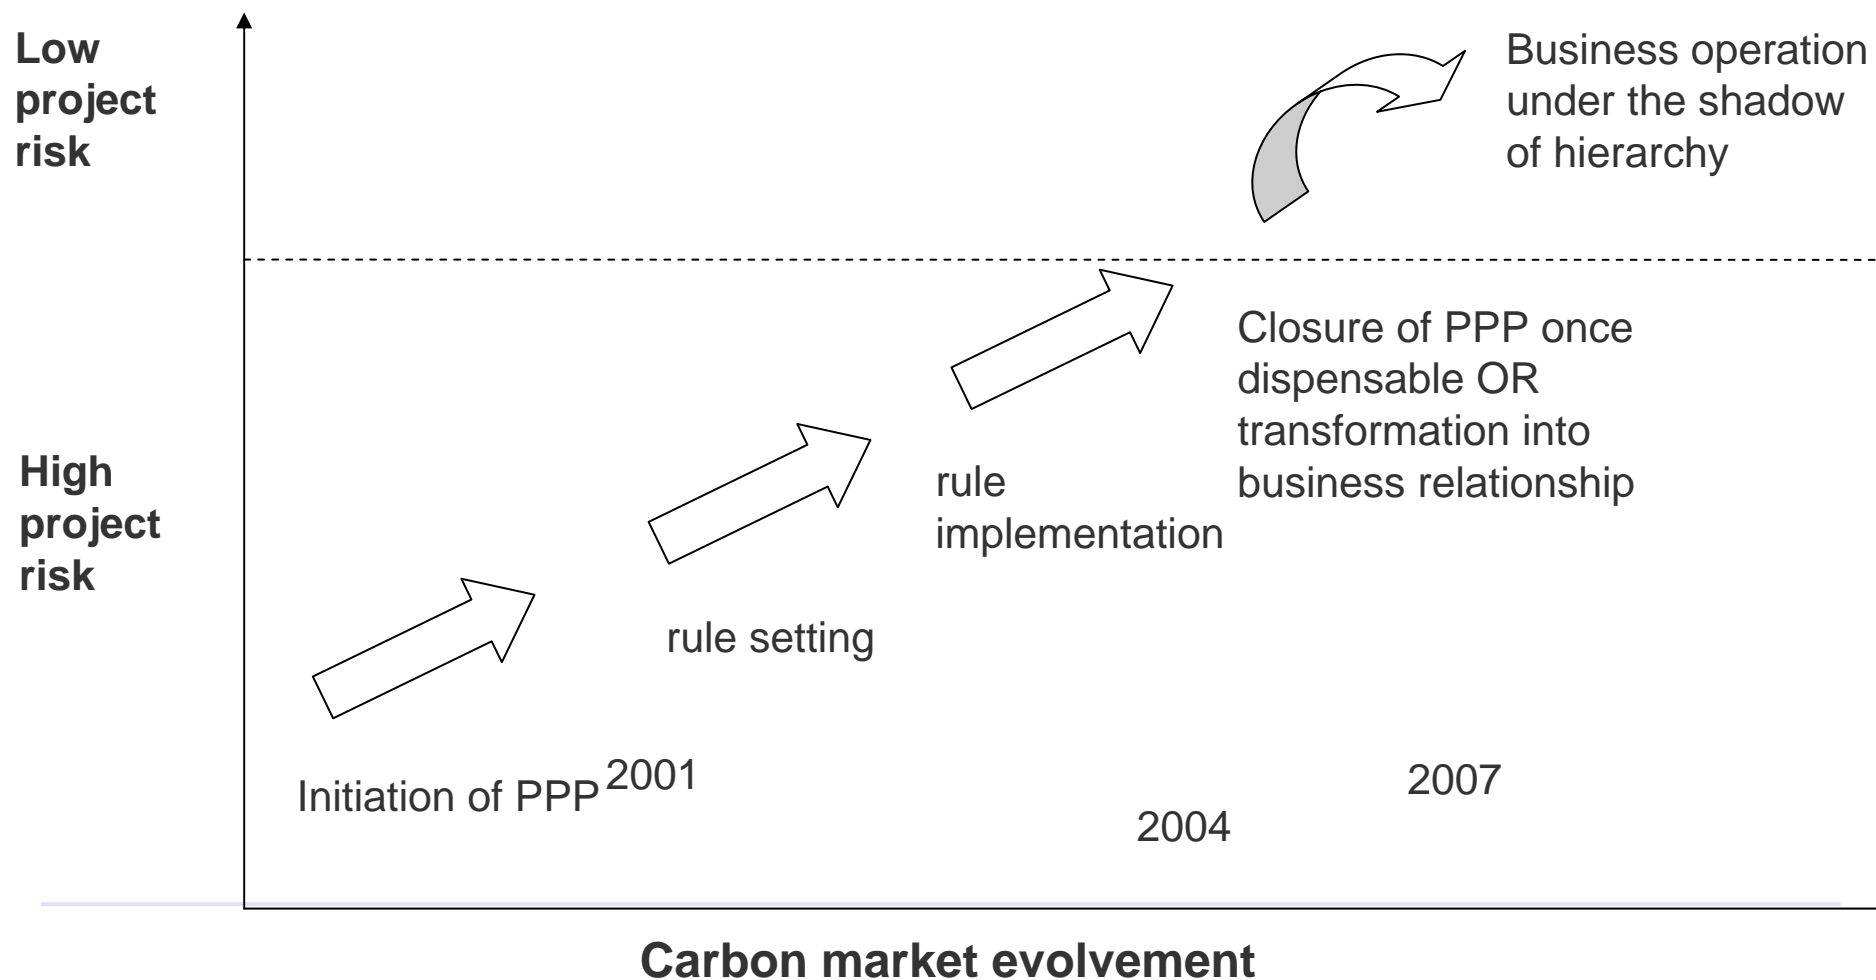 Low
project
risk
Business operation
under the shadow
of hierarchy
Closure of PPP once
dispensable OR
transformation into
business relationship
High
project
risk
rule
implementation
rule setting
Initiation of PPP
2001
2004
2007
Carbon market evolvement